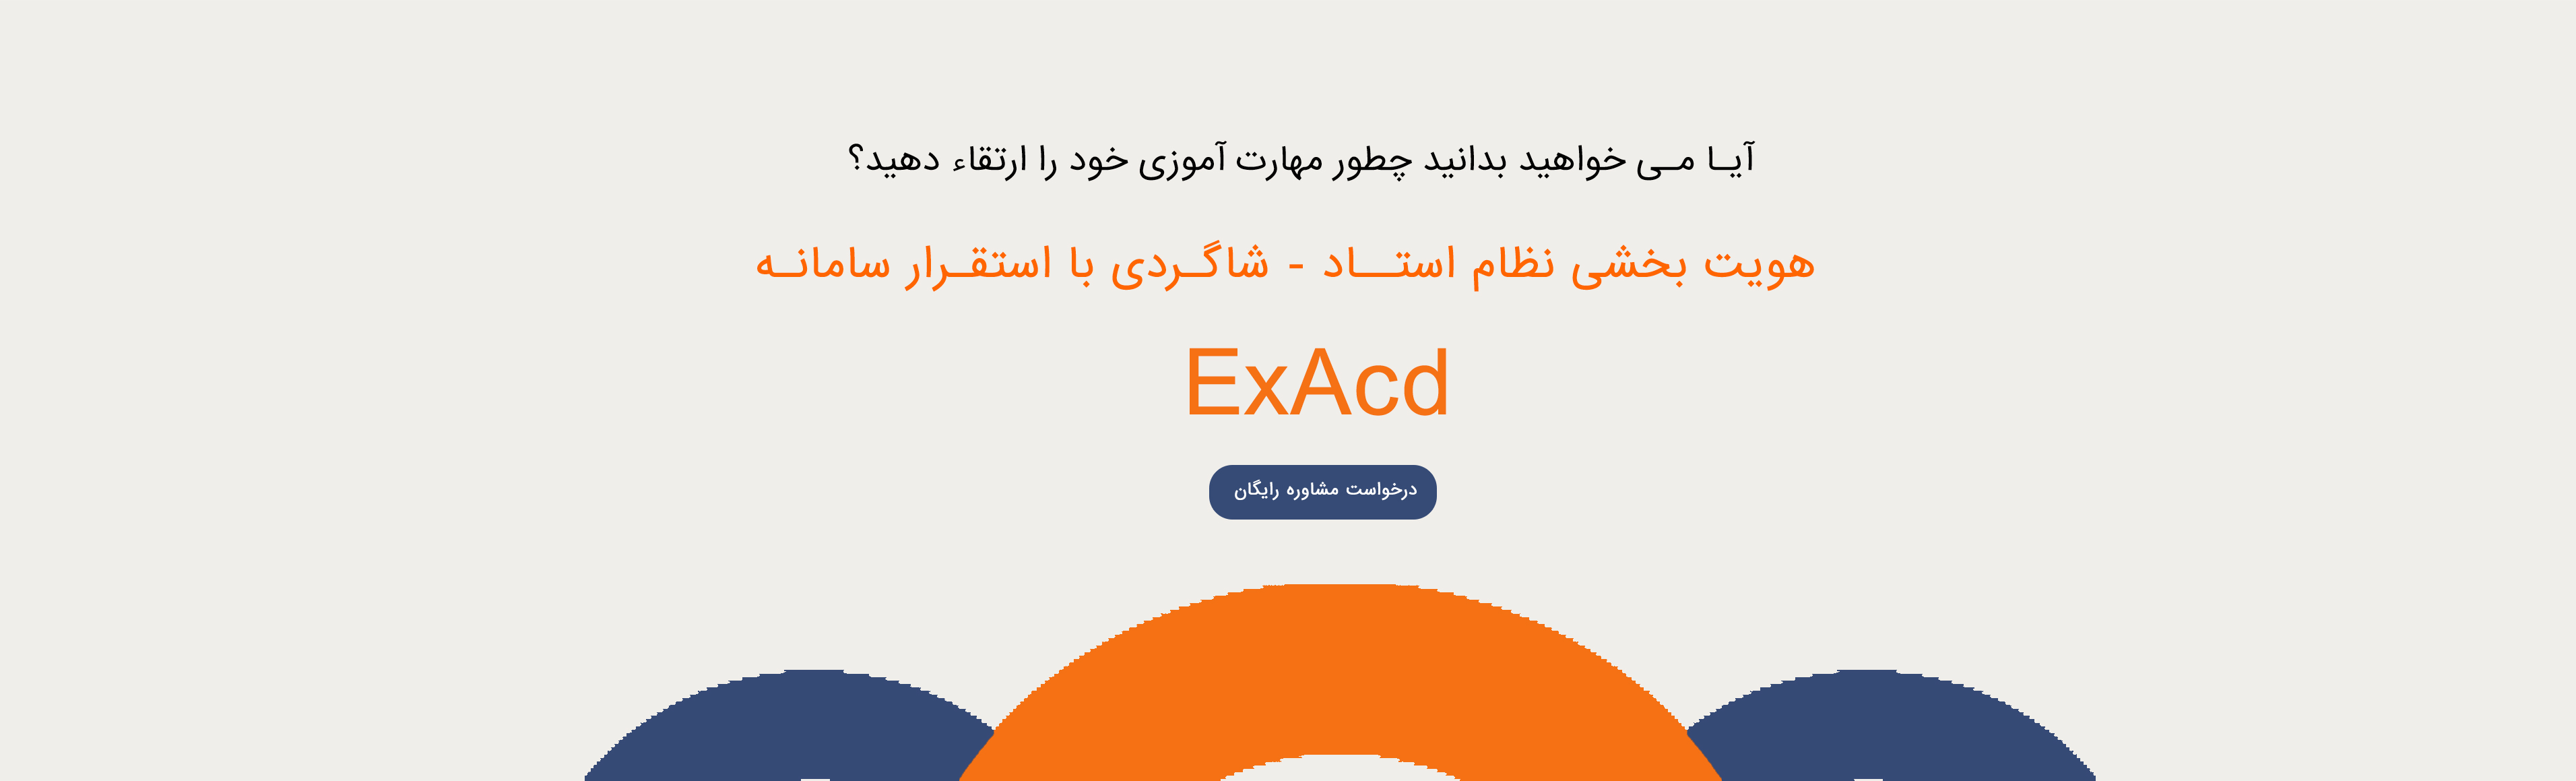 آیـا مـی خواهید بدانید چطور مهارت آموزی خود را ارتقاء دهید؟
هویت بخشی نظام استـــاد - شاگـردی با استقـرار سامانـه
ExAcd
درخواست مشاوره رایگان